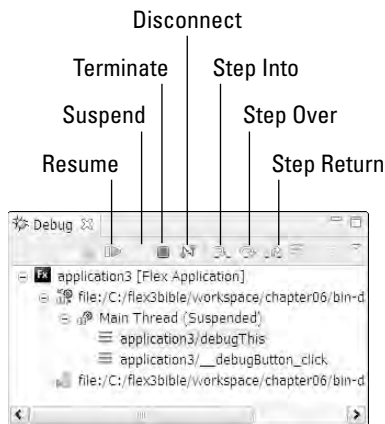 Disconnect
Terminate
Step Into
Suspend
Step Over
Resume
Step Return
Debug
Fx application3 [Flex Application]
file:/C:/flex3bible/workspace/chapter06/bin-d
Main Thread (Suspended)
application3/debugThis
application3/__debugButton_click
file:/C:/flex3bible/workspace/chapter06/bin-d